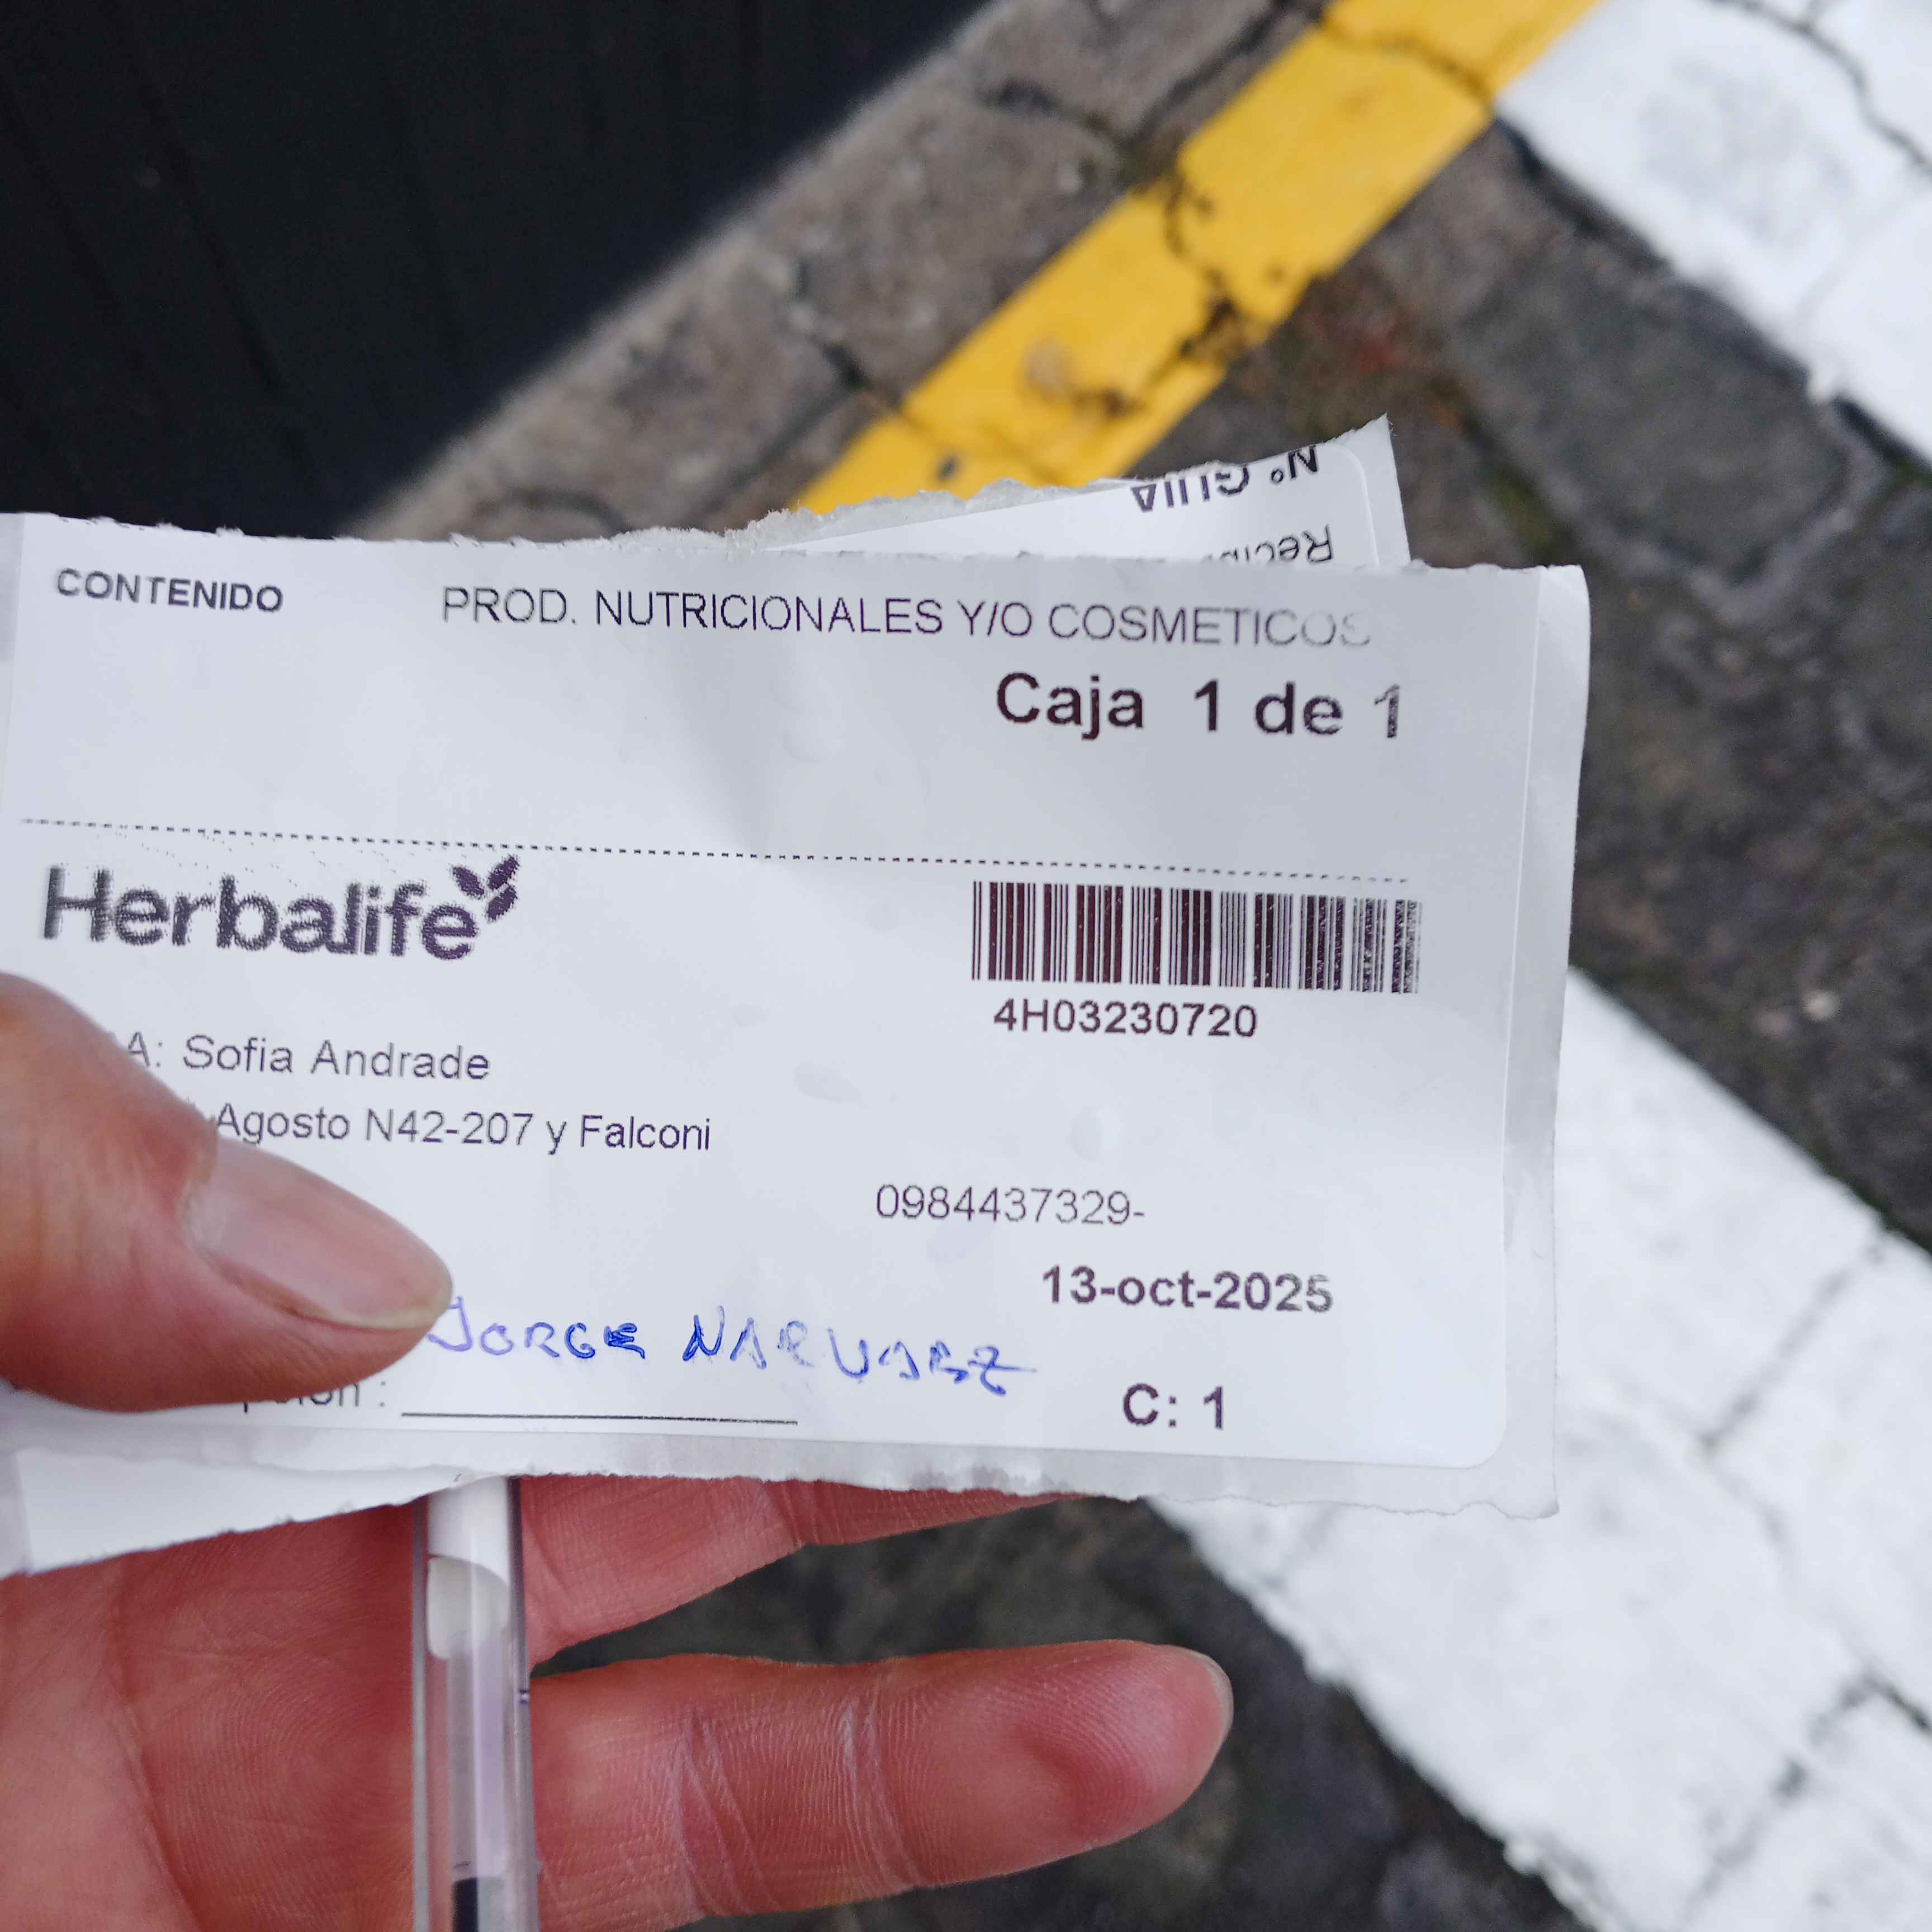 Nº GUIA
CONTENIDO PROD. NUTRICIONALES Y/O COSMETICOS
Caja 1 de 1
Herbalife
4H03230720
A: Sofia Andrade
Agosto N42-207 y Falconi
0984437329-
13-oct-2025
JORGE NARVAEZ
C: 1